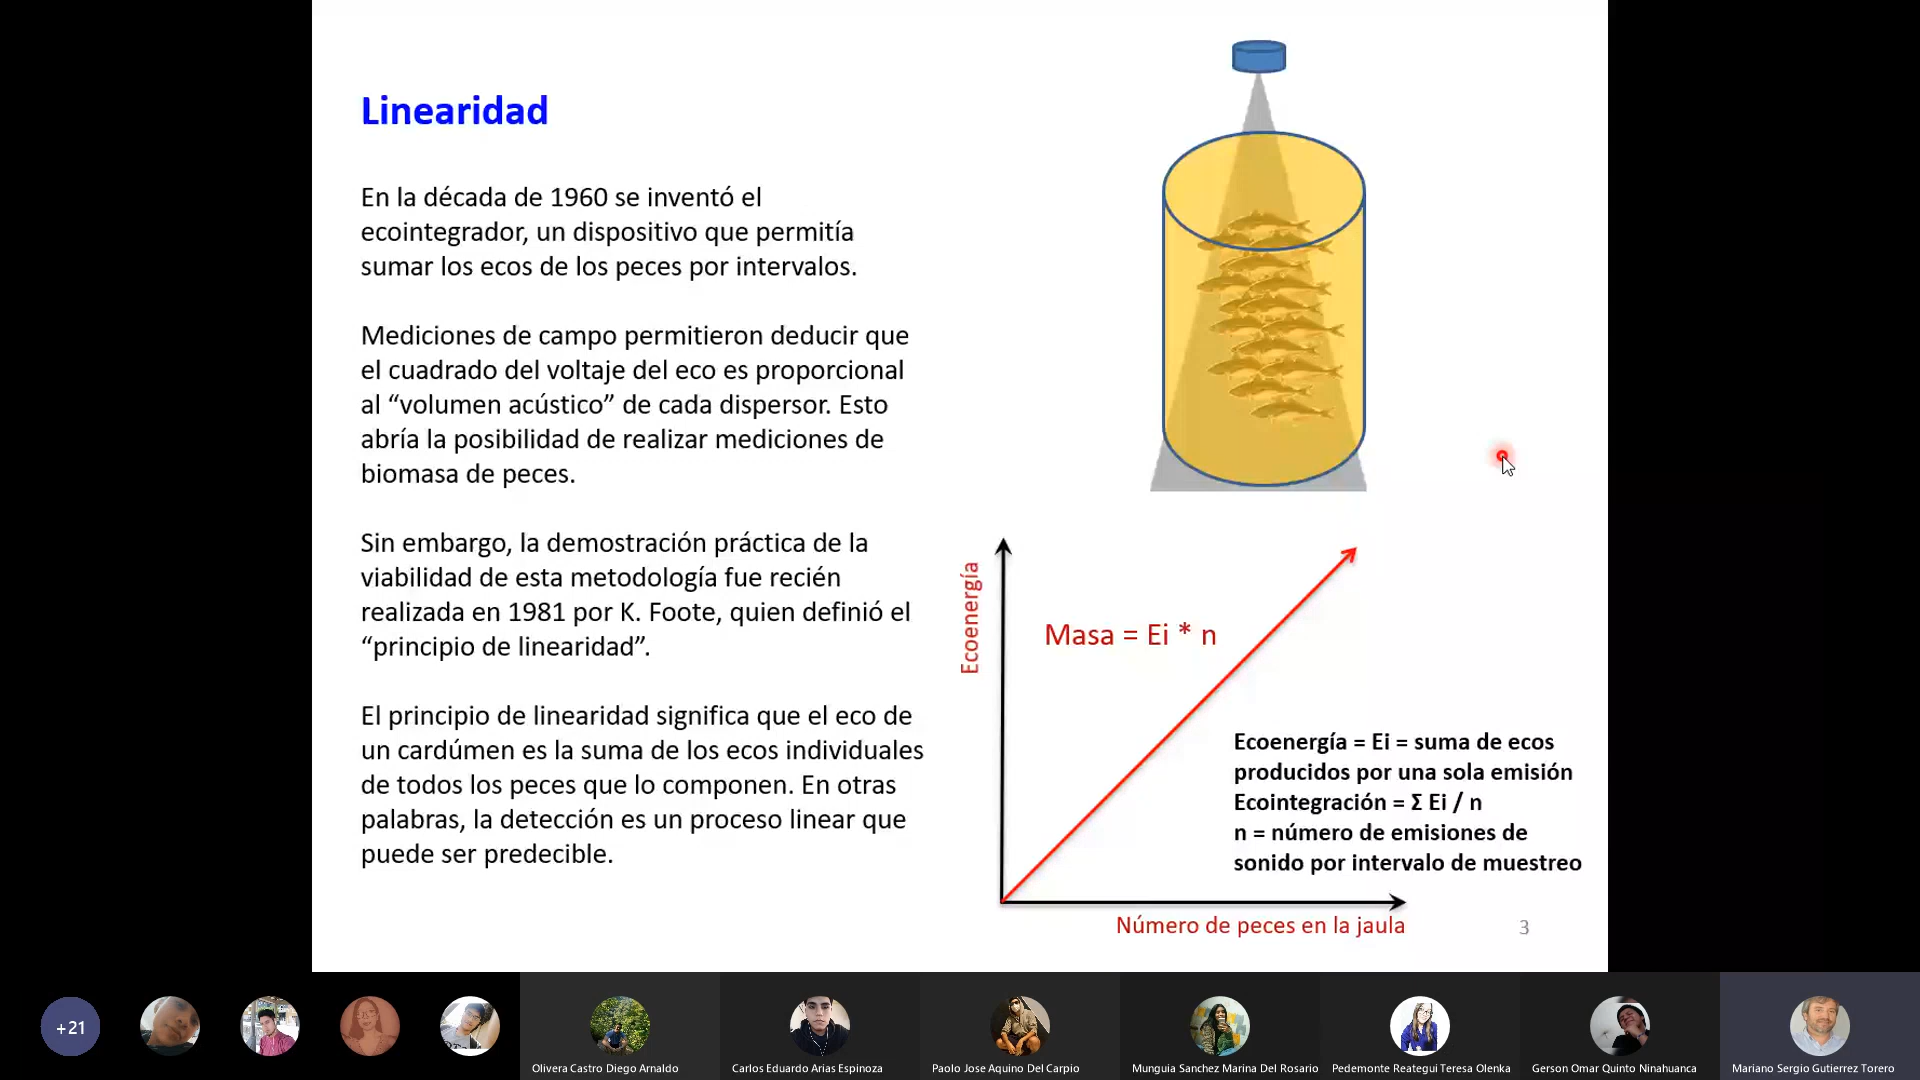 Linearidad
En la década de 1960 se inventó el
ecointegrador, un dispositivo que permitía
sumar los ecos de los peces por intervalos.
Mediciones de campo permitieron deducir que
el cuadrado del voltaje del eco es proporcional
al “volumen acústico” de cada dispersor. Esto
abría la posibilidad de realizar mediciones de
biomasa de peces.
Sin embargo, la demostración práctica de la
viabilidad de esta metodología fue recién
realizada en 1981 por K. Foote, quien definió el
“principio de linearidad”.
El principio de linearidad significa que el eco de
un cardúmen es la suma de los ecos individuales
de todos los peces que lo componen. En otras
palabras, la detección es un proceso linear que
puede ser predecible.
Ecoenergía
Masa = Ei * n
Ecoenergía = Ei = suma de ecos
producidos por una sola emisión
Ecointegración = Σ Ei / n
n = número de emisiones de
sonido por intervalo de muestreo
Número de peces en la jaula
3
+21
Olivera Castro Diego Arnaldo
Carlos Eduardo Arias Espinoza
Paolo Jose Aquino Del Carpio
Munguia Sanchez Marina Del Rosario
Pedemonte Reategui Teresa Olenka
Gerson Omar Quinto Ninahuanca
Mariano Sergio Gutierrez Torero